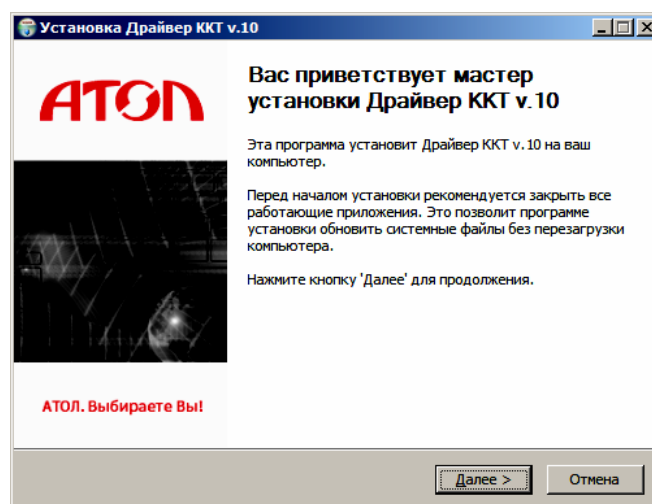 Установка Драйвер ККТ v.10
АТОЛ
Вас приветствует мастер
установки Драйвер ККТ v.10
Эта программа установит Драйвер ККТ v.10 на ваш
компьютер.
Перед началом установки рекомендуется закрыть все
работающие приложения. Это позволит программе
установки обновить системные файлы без перезагрузки
компьютера.
Нажмите кнопку 'Далее' для продолжения.
АТОЛ. Выбираете Вы!
Далее >
Отмена